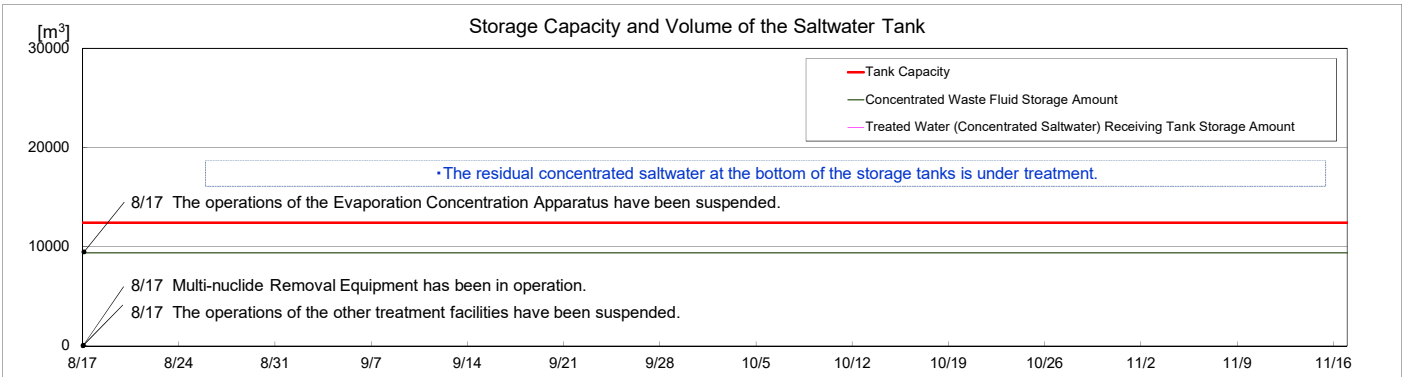 Storage Capacity and Volume of the Saltwater Tank
[m³]
30000
Tank Capacity
Concentrated Waste Fluid Storage Amount
Treated Water (Concentrated Saltwater) Receiving Tank Storage Amount
20000
・The residual concentrated saltwater at the bottom of the storage tanks is under treatment.
8/17 The operations of the Evaporation Concentration Apparatus have been suspended.
10000
8/17 Multi-nuclide Removal Equipment has been in operation.
8/17 The operations of the other treatment facilities have been suspended.
0
8/17 8/24 8/31 9/7 9/14 9/21 9/28 10/5 10/12 10/19 10/26 11/2 11/9 11/16